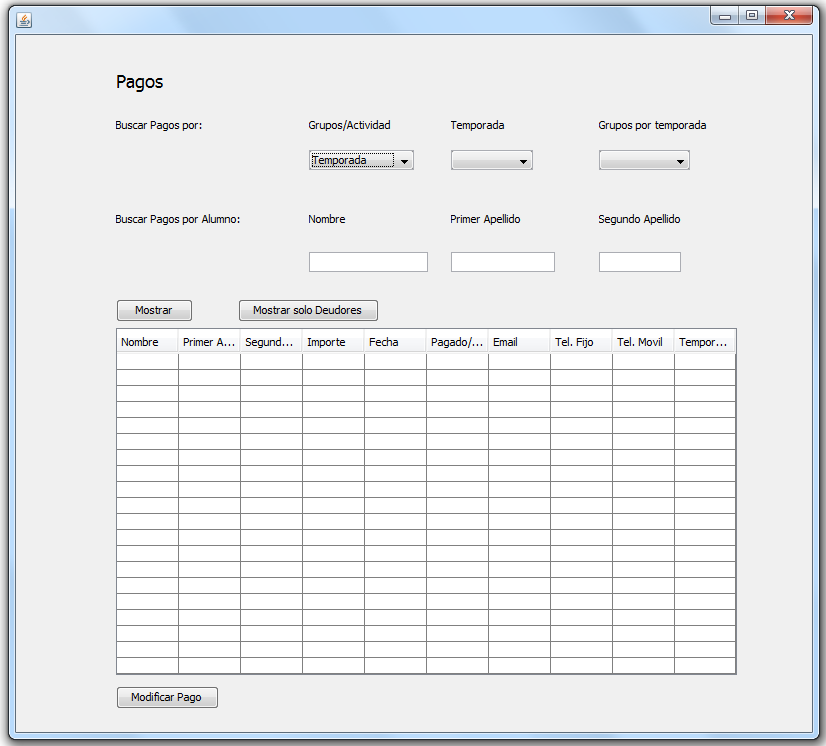 Pagos
Buscar Pagos por: Grupos/Actividad Temporada Grupos por temporada
Temporada
Buscar Pagos por Alumno: Nombre Primer Apellido Segundo Apellido
Mostrar Mostrar solo Deudores
Nombre Primer A... Segund... Importe Fecha Pagado/... Email Tel. Fijo Tel. Movil Tempor...
Modificar Pago